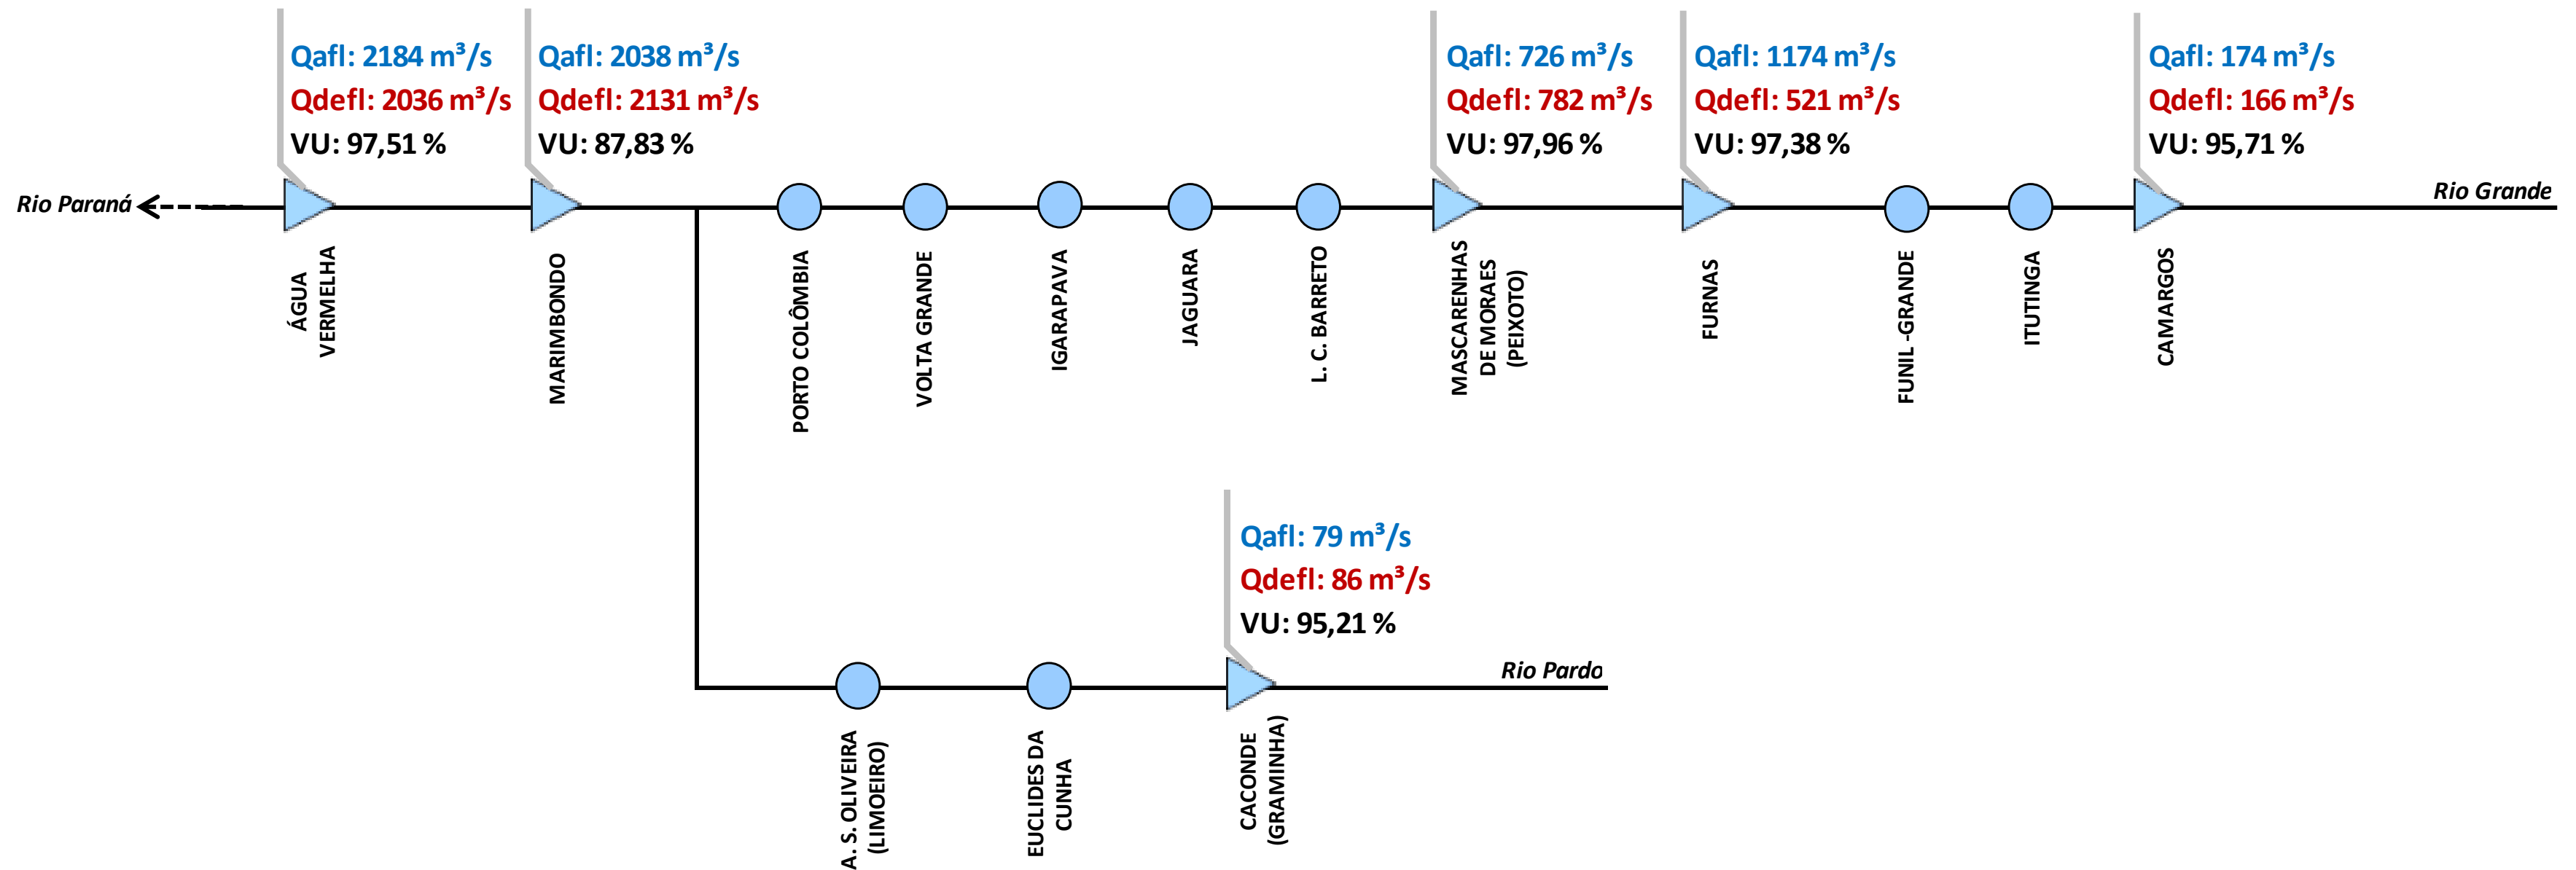 Qafl: 2184 m³/s
Qdefl: 2036 m³/s
VU: 97,51 %
Qafl: 2038 m³/s
Qdefl: 2131 m³/s
VU: 87,83 %
Qafl: 726 m³/s
Qdefl: 782 m³/s
VU: 97,96 %
Qafl: 1174 m³/s
Qdefl: 521 m³/s
VU: 97,38 %
Qafl: 174 m³/s
Qdefl: 166 m³/s
VU: 95,71 %
Rio Paraná
Rio Grande
ÁGUA
VERMELHA
MARIMBONDO
PORTO COLÔMBIA
VOLTA GRANDE
IGARAPAVA
JAGUARA
L. C. BARRETO
MASCARENHAS
DE MORAES
(PEIXOTO)
FURNAS
FUNIL -GRANDE
ITUTINGA
CAMARGOS
Qafl: 79 m³/s
Qdefl: 86 m³/s
VU: 95,21 %
Rio Pardo
A. S. OLIVEIRA
(LIMOEIRO)
EUCLIDES DA
CUNHA
CACONDE
(GRAMINHA)